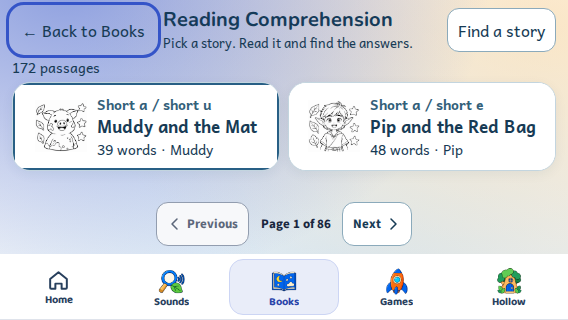 ← Back to Books
Reading Comprehension
Pick a story. Read it and find the answers.
Find a story
172 passages
Short a / short u
Muddy and the Mat
39 words · Muddy
Short a / short e
Pip and the Red Bag
48 words · Pip
Previous
Page 1 of 86
Next
Home
Sounds
Books
Games
Hollow